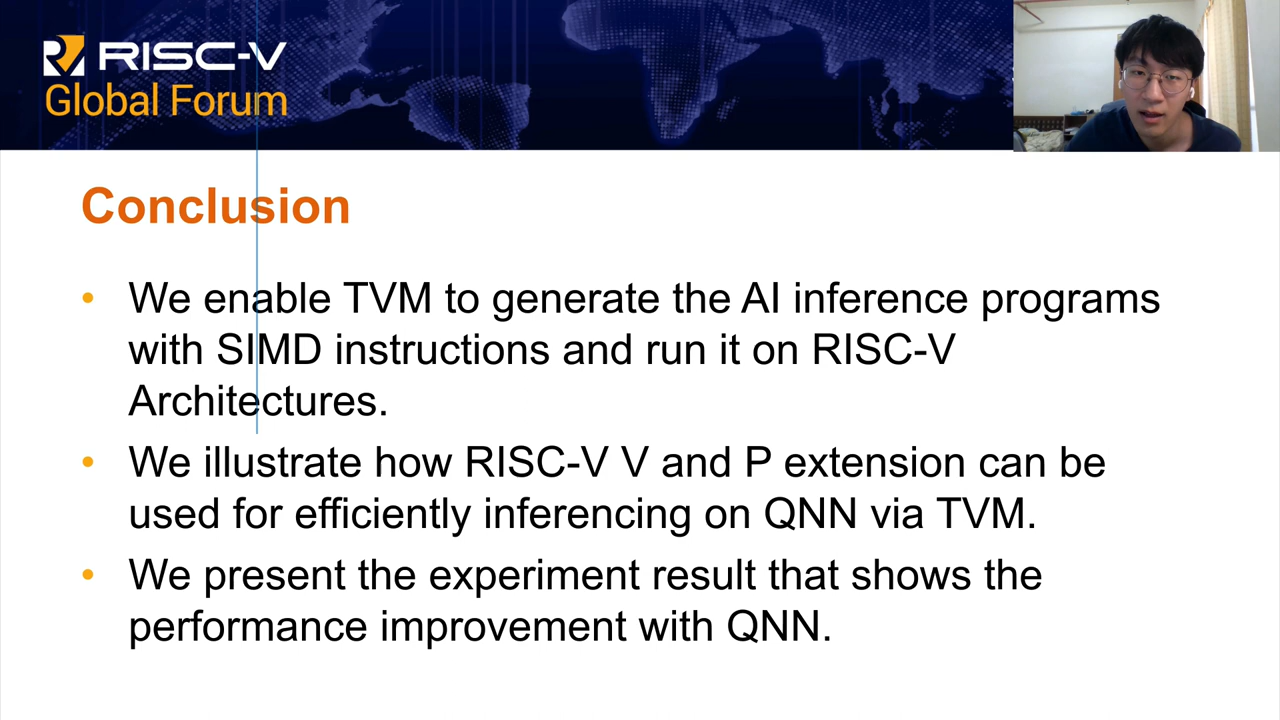 RISC-V
Global Forum
Conclusion
• We enable TVM to generate the AI inference programs
with SIMD instructions and run it on RISC-V
Architectures.
• We illustrate how RISC-V V and P extension can be
used for efficiently inferencing on QNN via TVM.
• We present the experiment result that shows the
performance improvement with QNN.